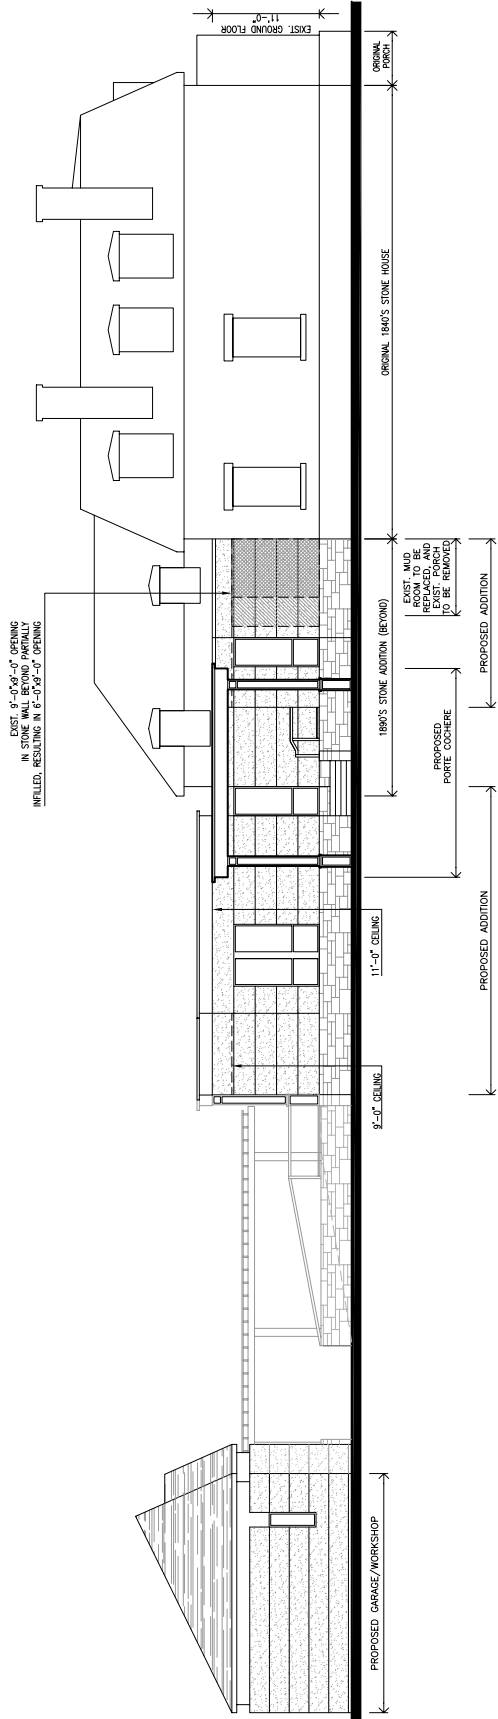 EXIST. 9'-0"x9'-0" OPENING
IN STONE WALL BEYOND PARTIALLY
INFILLED, RESULTING IN 6'-0"x9'-0" OPENING
EXIST. GROUND FLOOR
11'-0"
9'-0" CEILING
11'-0" CEILING
PROPOSED GARAGE/WORKSHOP
1890'S STONE ADDITION (BEYOND)
ORIGINAL 1840'S STONE HOUSE
ORIGINAL
PORCH
EXIST. MUD
ROOM TO BE
REPLACED, AND
EXIST. PORCH
TO BE REMOVED
PROPOSED
PORTE COCHERE
PROPOSED ADDITION
PROPOSED ADDITION